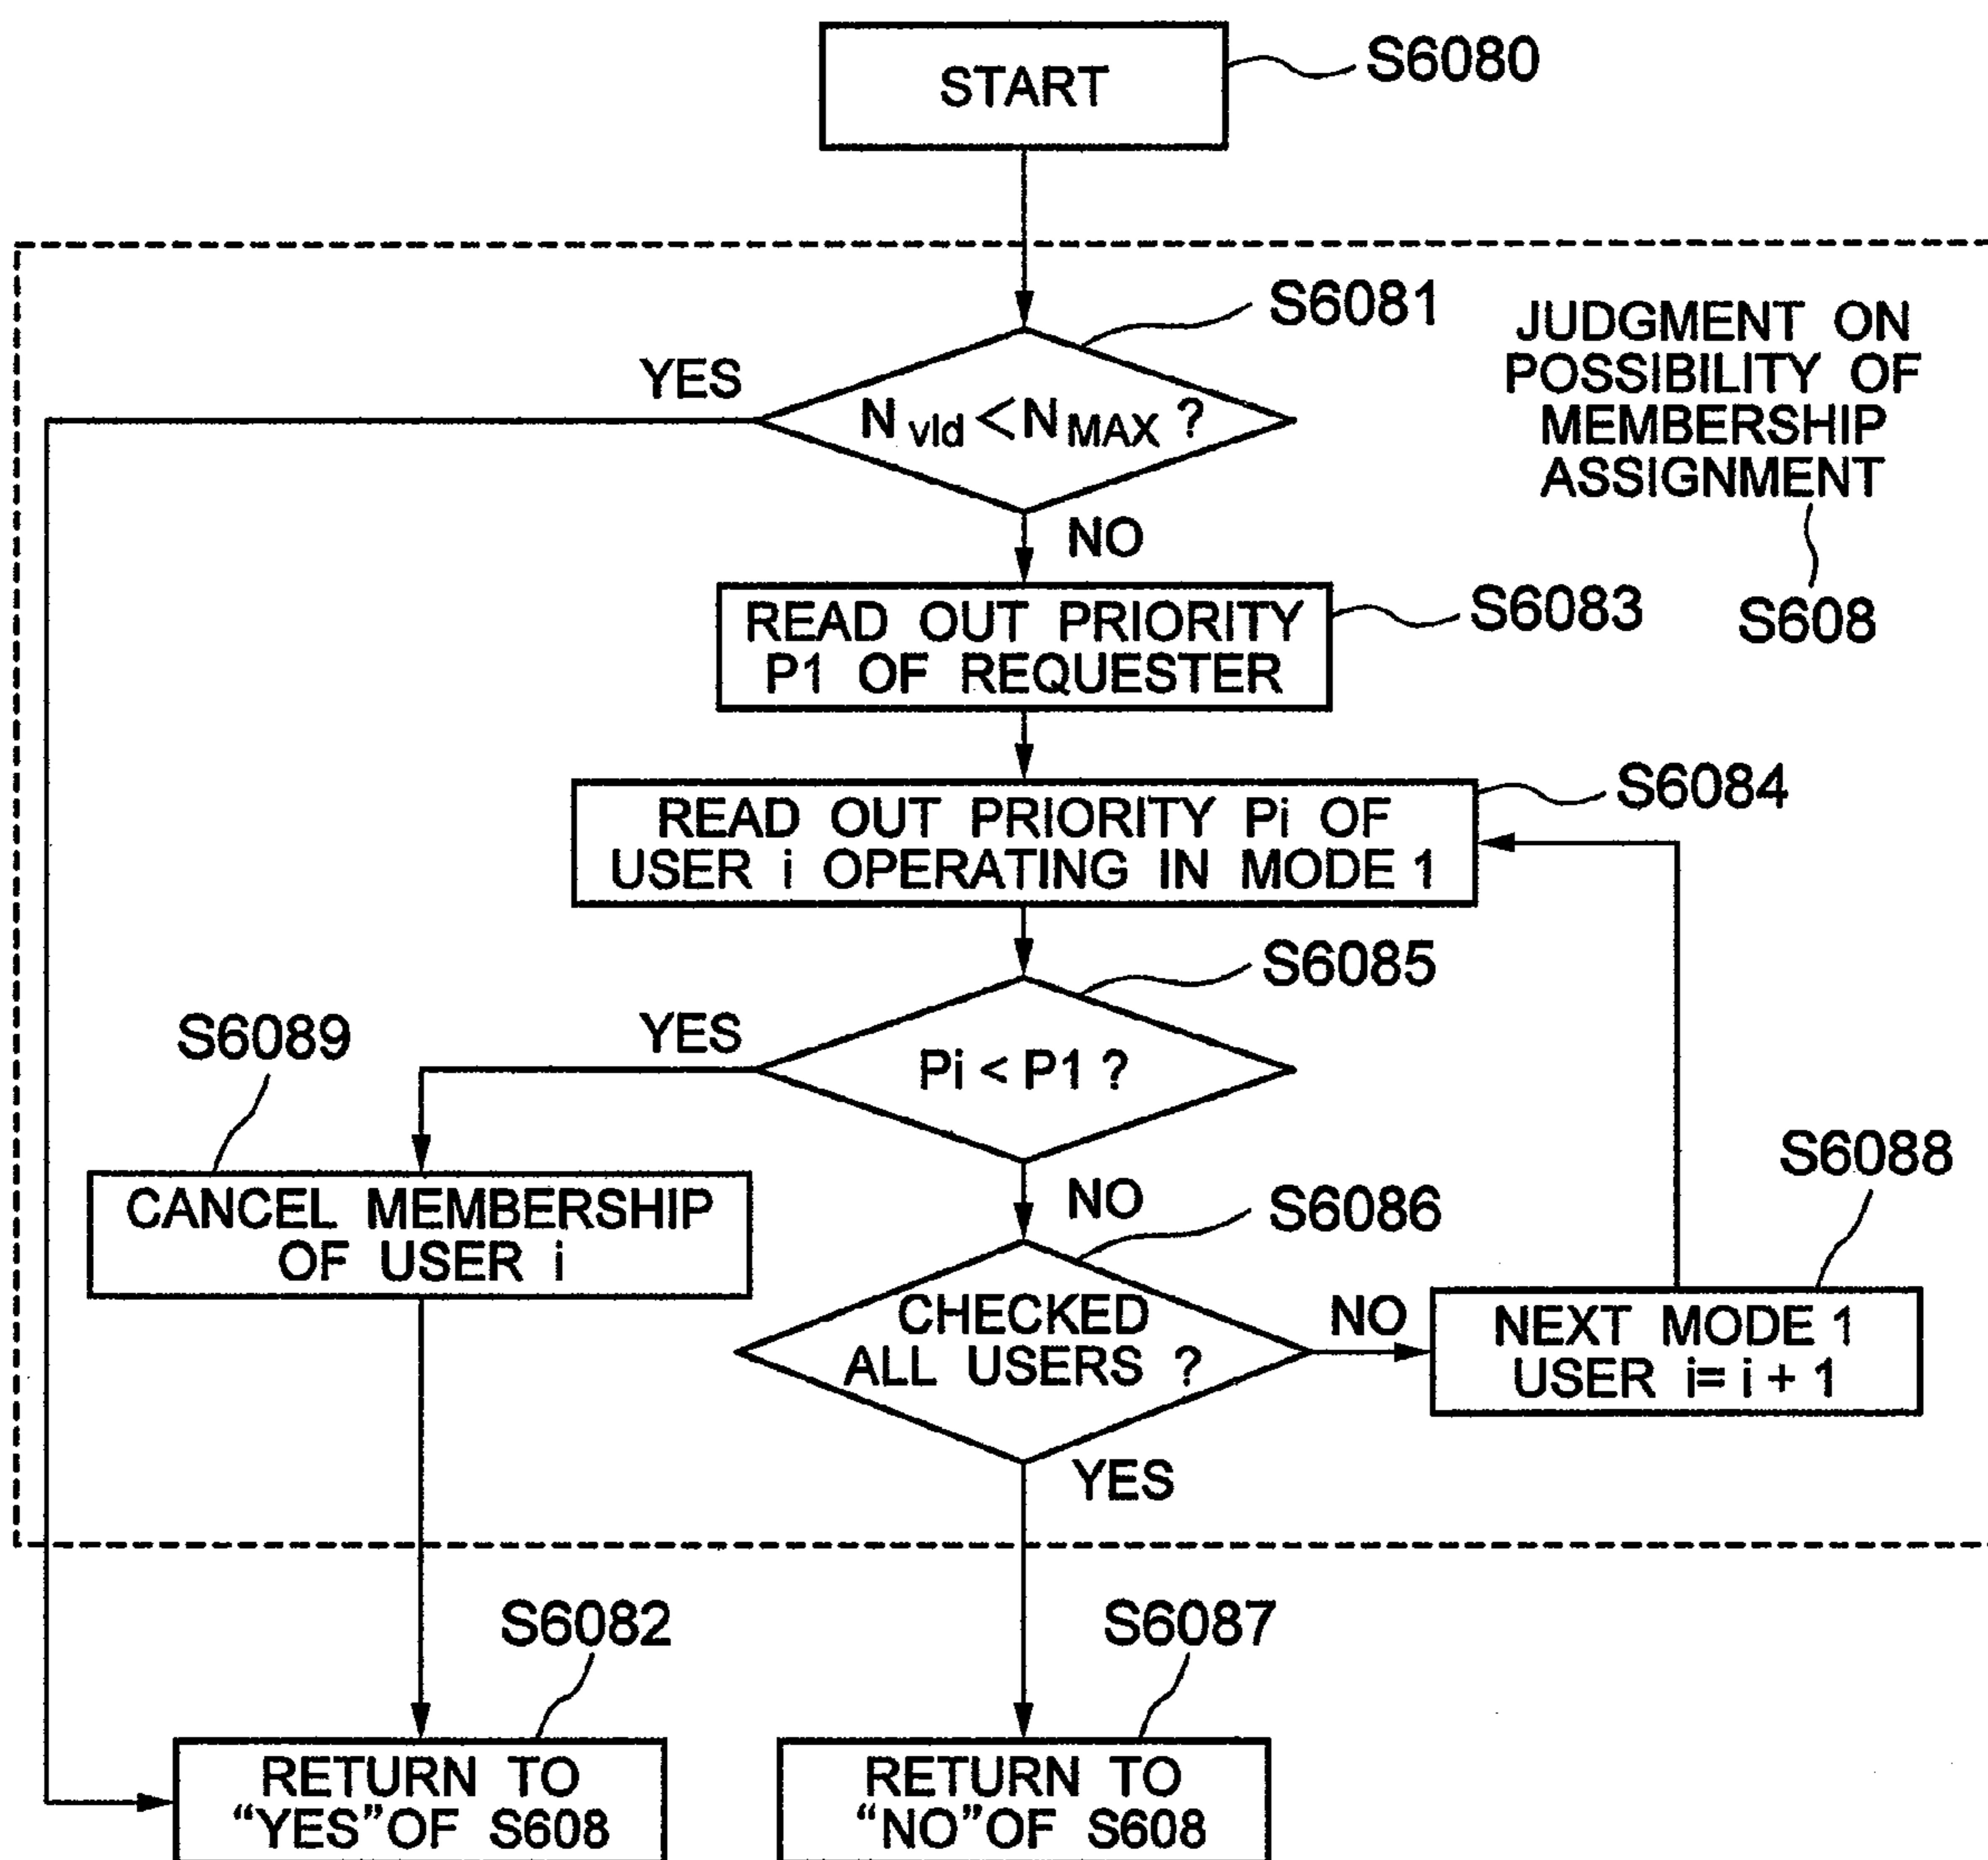 START
S6080
S6081
JUDGMENT ON
POSSIBILITY OF
MEMBERSHIP
ASSIGNMENT
S608
YES
N vld < N MAX ?
NO
READ OUT PRIORITY
P1 OF REQUESTER
S6083
READ OUT PRIORITY Pi OF
USER i OPERATING IN MODE 1
S6084
S6085
YES
Pi < P1 ?
S6089
CANCEL MEMBERSHIP
OF USER i
NO
S6086
CHECKED
ALL USERS ?
NO
S6088
NEXT MODE 1
USER i= i + 1
YES
S6082
RETURN TO
“YES”OF S608
S6087
RETURN TO
“NO”OF S608